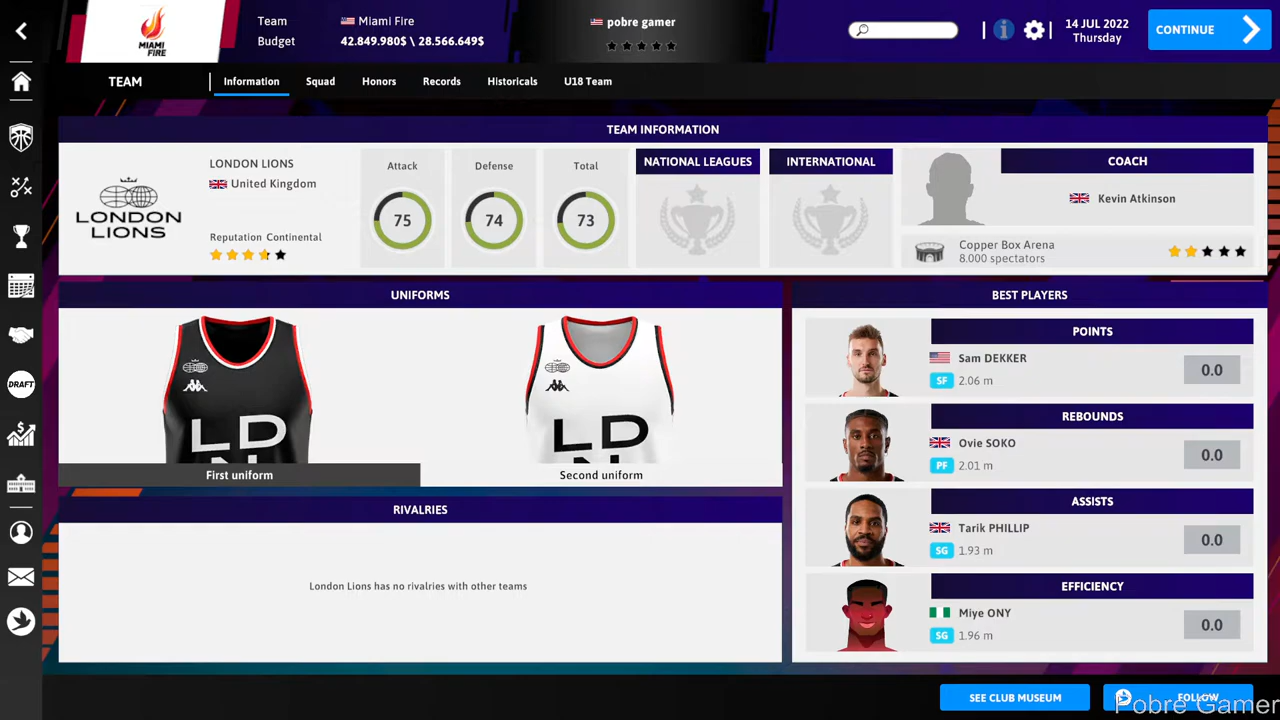 MIAMI
FIRE
Team
Miami Fire
Budget
42.849.980$ \ 28.566.649$
pobre gamer
14 JUL 2022
Thursday
CONTINUE
TEAM
Information
Squad
Honors
Records
Historicals
U18 Team
TEAM INFORMATION
LONDON LIONS
United Kingdom
Reputation Continental
LONDON
LIONS
Attack
75
Defense
74
Total
73
NATIONAL LEAGUES
INTERNATIONAL
COACH
Kevin Atkinson
Copper Box Arena
8.000 spectators
UNIFORMS
LD
LD
First uniform
Second uniform
RIVALRIES
London Lions has no rivalries with other teams
BEST PLAYERS
POINTS
Sam DEKKER
SF 2.06 m
0.0
REBOUNDS
Ovie SOKO
PF 2.01 m
0.0
ASSISTS
Tarik PHILLIP
SG 1.93 m
0.0
EFFICIENCY
Miye ONY
SG 1.96 m
0.0
DRAFT
SEE CLUB MUSEUM
FOLLOW
Pobre Gamer